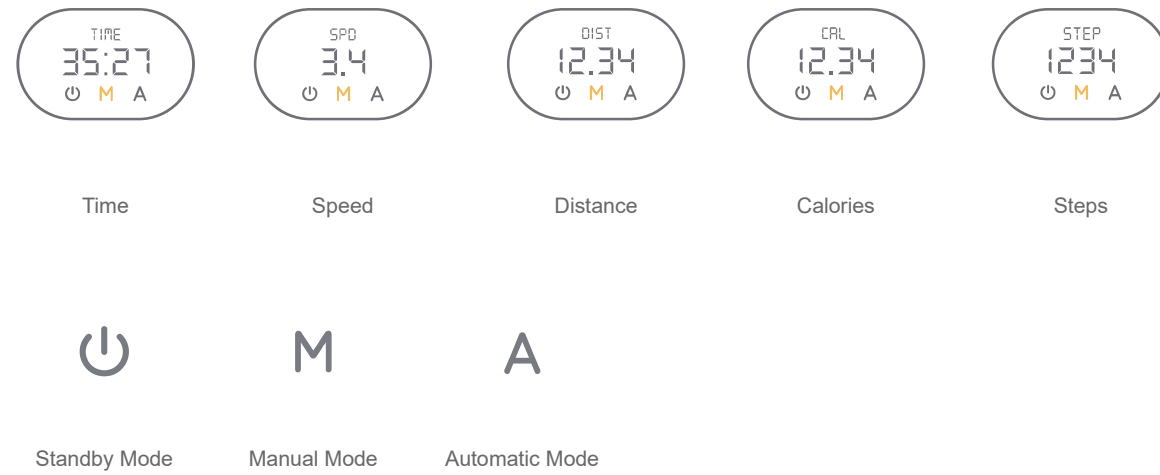 TIME
35:27
M A
SPD
3.4
M A
DIST
12.34
M A
CAL
12.34
M A
STEP
1234
M A
Time
Speed
Distance
Calories
Steps
M
A
Standby Mode
Manual Mode
Automatic Mode